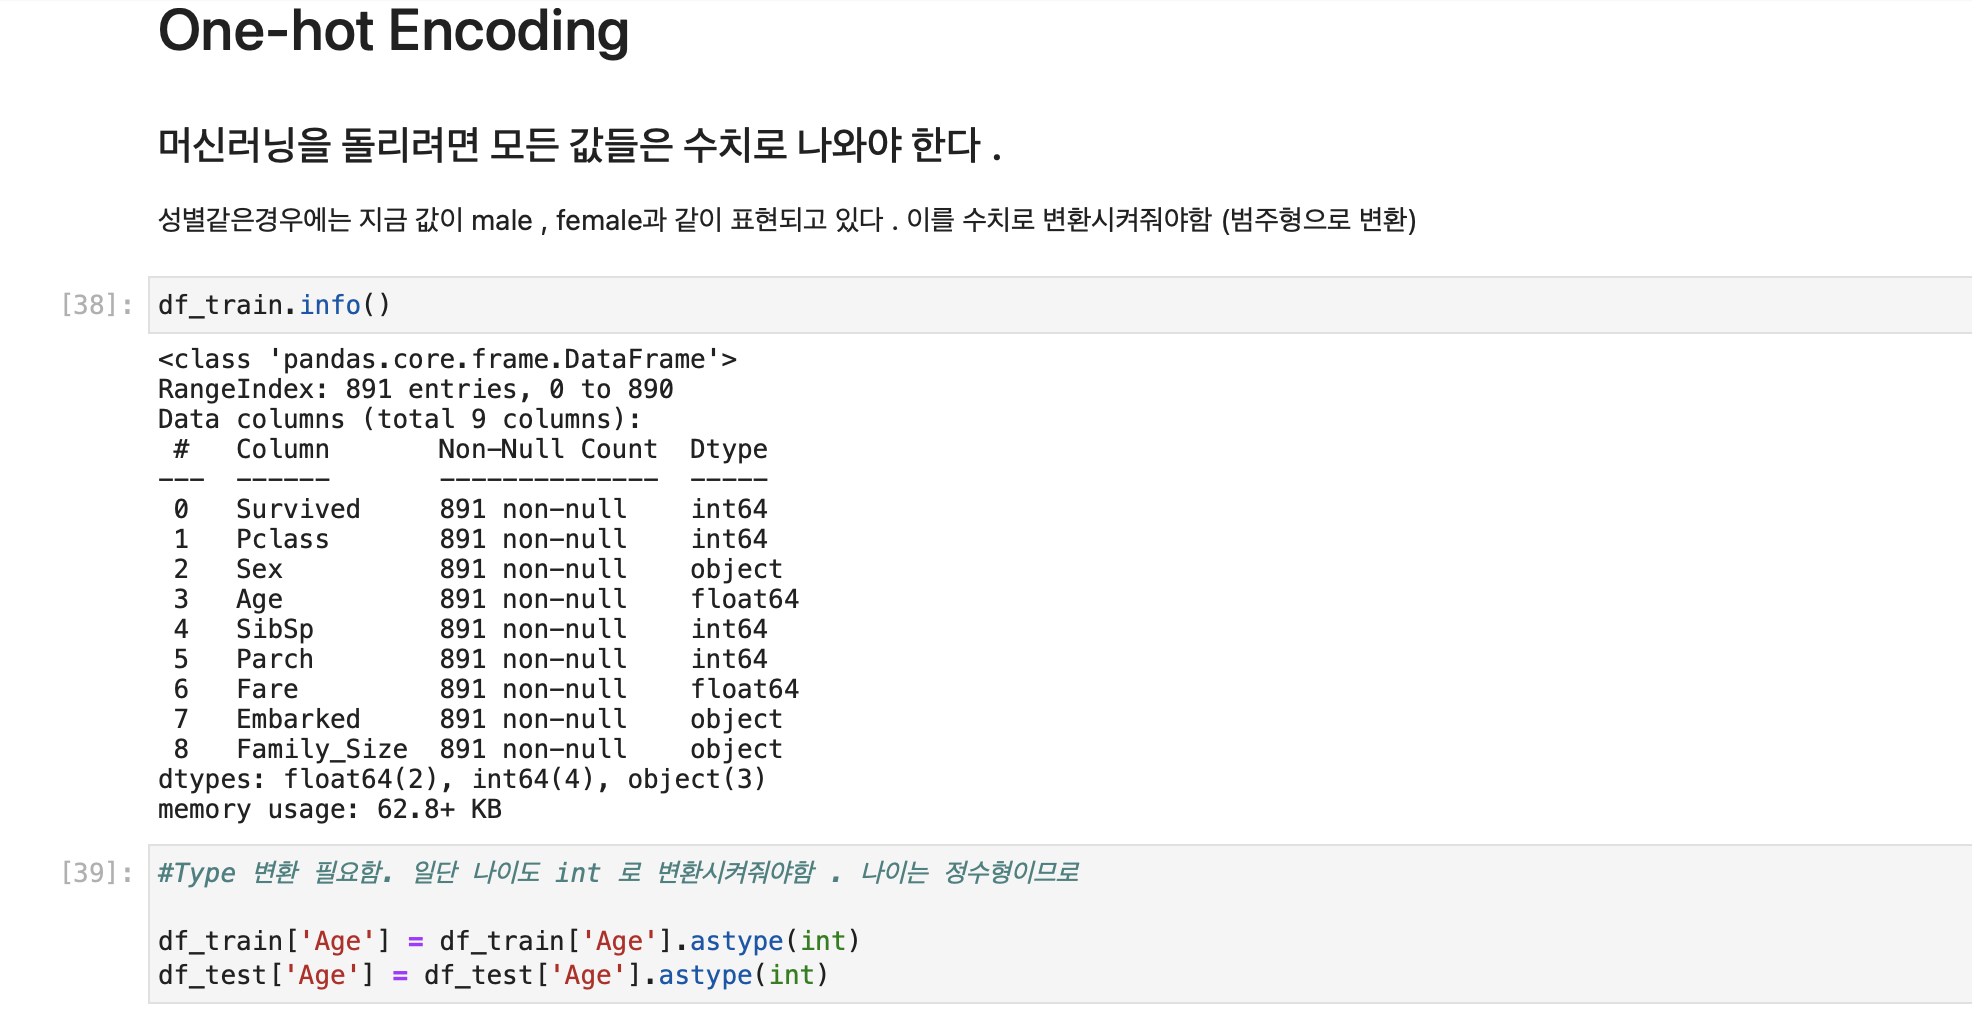 One-hot Encoding
머신러닝을 돌리려면 모든 값들은 수치로 나와야 한다 .
성별같은경우에는 지금 값이 male , female과 같이 표현되고 있다 . 이를 수치로 변환시켜줘야함 (범주형으로 변환)
[38]: df_train.info()
<class 'pandas.core.frame.DataFrame'>
RangeIndex: 891 entries, 0 to 890
Data columns (total 9 columns):
 #   Column       Non-Null Count  Dtype
---  ------       --------------  -----
 0   Survived     891 non-null    int64
 1   Pclass       891 non-null    int64
 2   Sex          891 non-null    object
 3   Age          891 non-null    float64
 4   SibSp        891 non-null    int64
 5   Parch        891 non-null    int64
 6   Fare         891 non-null    float64
 7   Embarked     891 non-null    object
 8   Family_Size  891 non-null    object
dtypes: float64(2), int64(4), object(3)
memory usage: 62.8+ KB
[39]: #Type 변환 필요함. 일단 나이도 int 로 변환시켜줘야함 . 나이는 정수형이므로
df_train['Age'] = df_train['Age'].astype(int)
df_test['Age'] = df_test['Age'].astype(int)